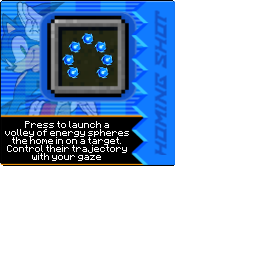 HOMING SHOT
Press to launch a
volley of energy spheres
the home in on a target.
Control their trajectory
with your gaze